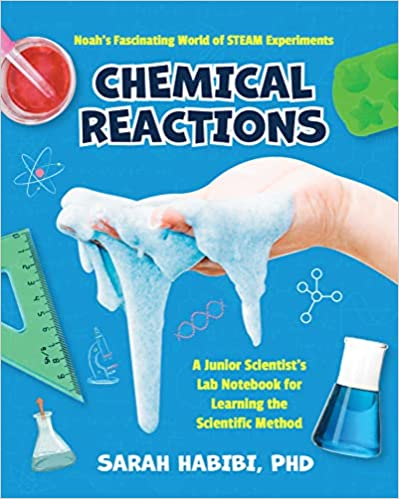 Noah's Fascinating World of STEAM Experiments
CHEMICAL
REACTIONS
A Junior Scientist's
Lab Notebook for
Learning the
Scientific Method
SARAH HABIBI, PHD